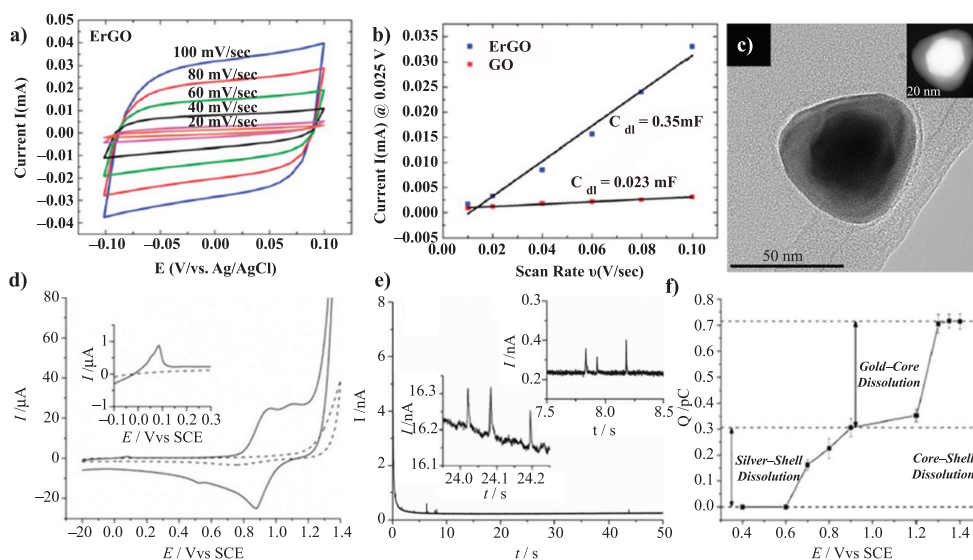 a)
ErGO
100 mV/sec
80 mV/sec
60 mV/sec
40 mV/sec
20 mV/sec
Current I(mA)
0.04
0.03
0.02
0.01
0.00
−0.01
−0.02
−0.03
−0.04
−0.10 −0.05 0.00 0.05 0.10
E (V/vs. Ag/AgCl)
b)
ErGO
GO
C dl = 0.35mF
C dl = 0.023 mF
Current I(mA) @ 0.025 V
0.035
0.030
0.025
0.020
0.015
0.010
0.005
0.000
−0.005
0.00 0.02 0.04 0.06 0.08 0.10
Scan Rate υ(V/sec)
c)
20 nm
50 nm
d)
I /μA
80
60
40
20
0
−20
−0.2 0.0 0.2 0.4 0.6 0.8 1.0 1.2 1.4
E / Vvs SCE
I /μA
1
0
−1
−0.1 0.0 0.1 0.2 0.3
E / Vvs SCE
e)
I /nA
8
6
4
2
0
0 10 20 30 40 50
t / s
I /nA
0.4
0.3
0.2
7.5 8.0 8.5
t / s
I /nA
16.3
16.2
16.1
24.0 24.1 24.2
t / s
f)
Q /pC
0.8
0.7
0.6
0.5
0.4
0.3
0.2
0.1
0.0
Gold–Core
Dissolution
Silver–Shell
Dissolution
Core–Shell
Dissolution
0.4 0.6 0.8 1.0 1.2 1.4
E / Vvs SCE